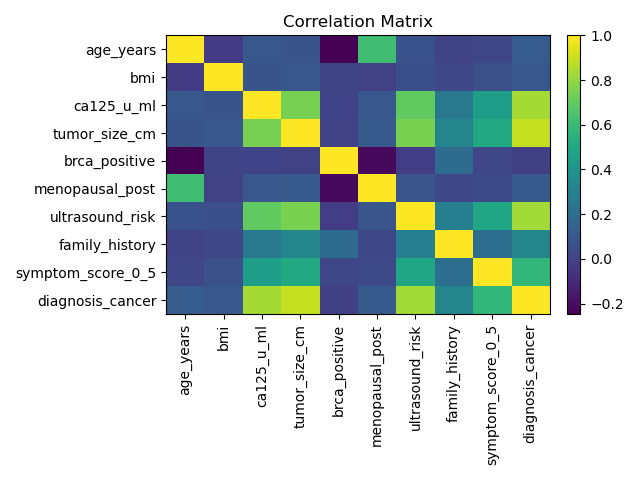 Correlation Matrix
age_years
bmi
ca125_u_ml
tumor_size_cm
brca_positive
menopausal_post
ultrasound_risk
family_history
symptom_score_0_5
diagnosis_cancer
age_years
bmi
ca125_u_ml
tumor_size_cm
brca_positive
menopausal_post
ultrasound_risk
family_history
symptom_score_0_5
diagnosis_cancer
1.0
0.8
0.6
0.4
0.2
0.0
−0.2